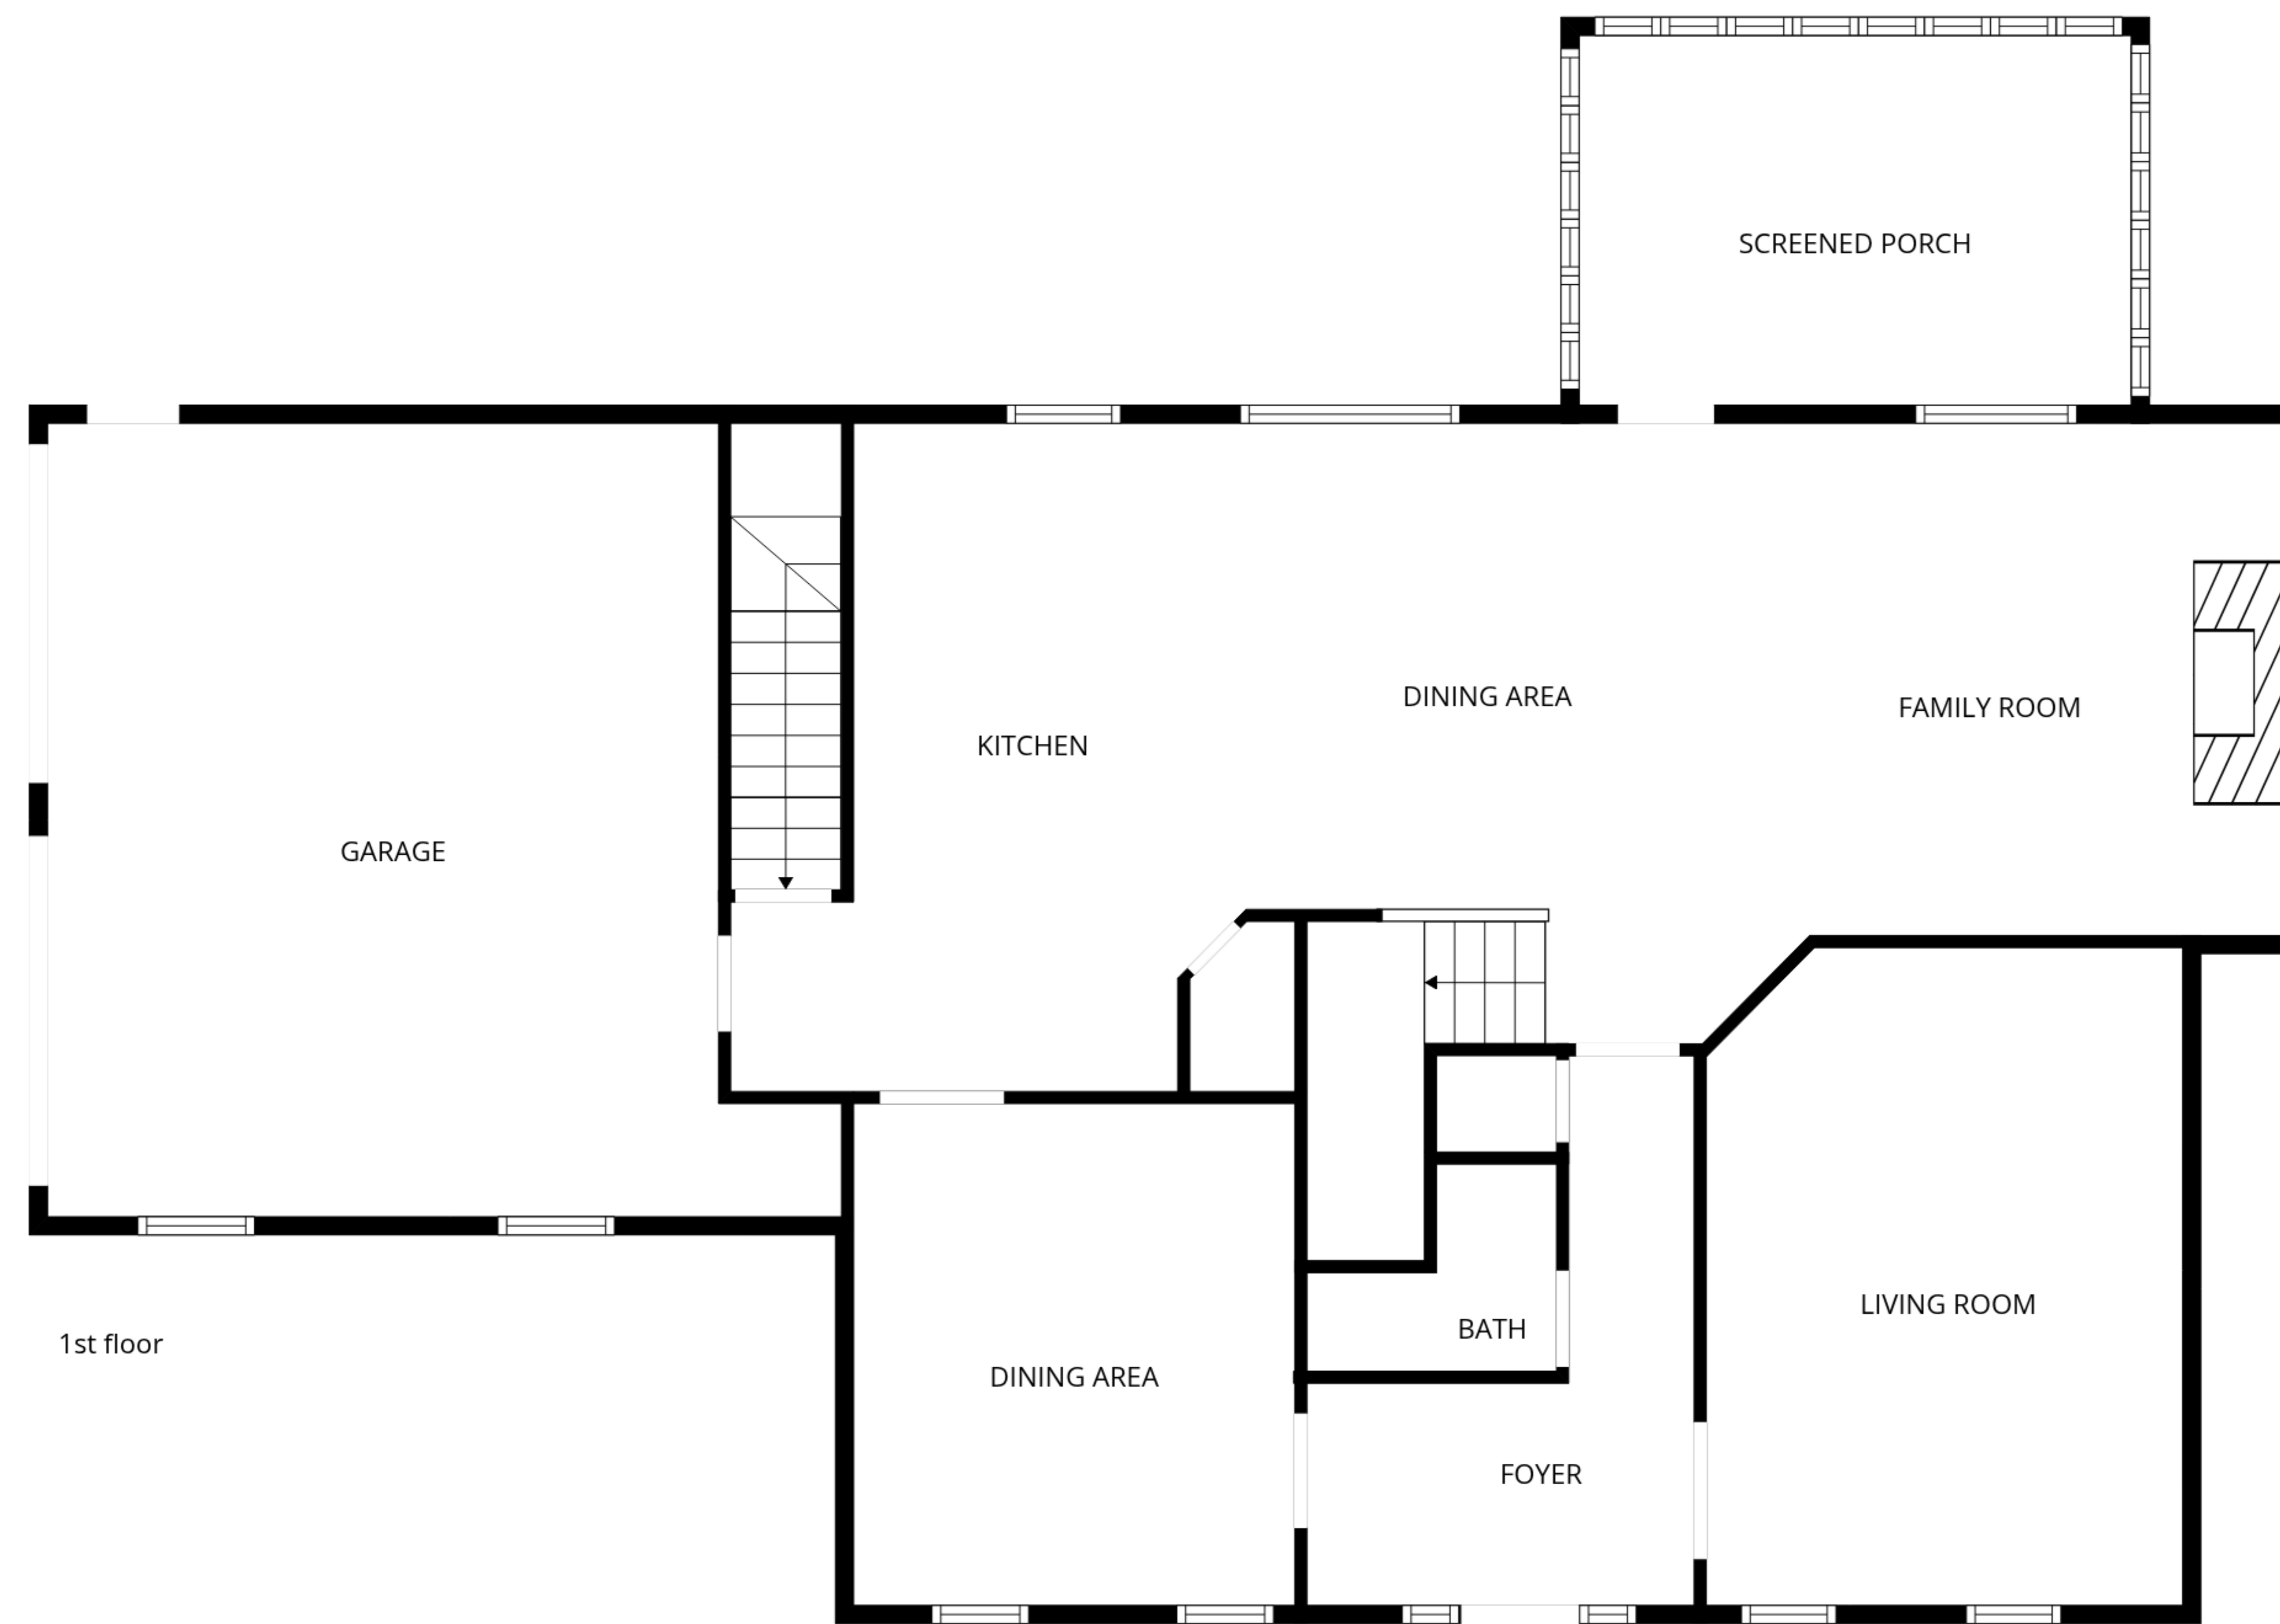 SCREENED PORCH
DINING AREA
FAMILY ROOM
KITCHEN
GARAGE
LIVING ROOM
BATH
1st floor
DINING AREA
FOYER